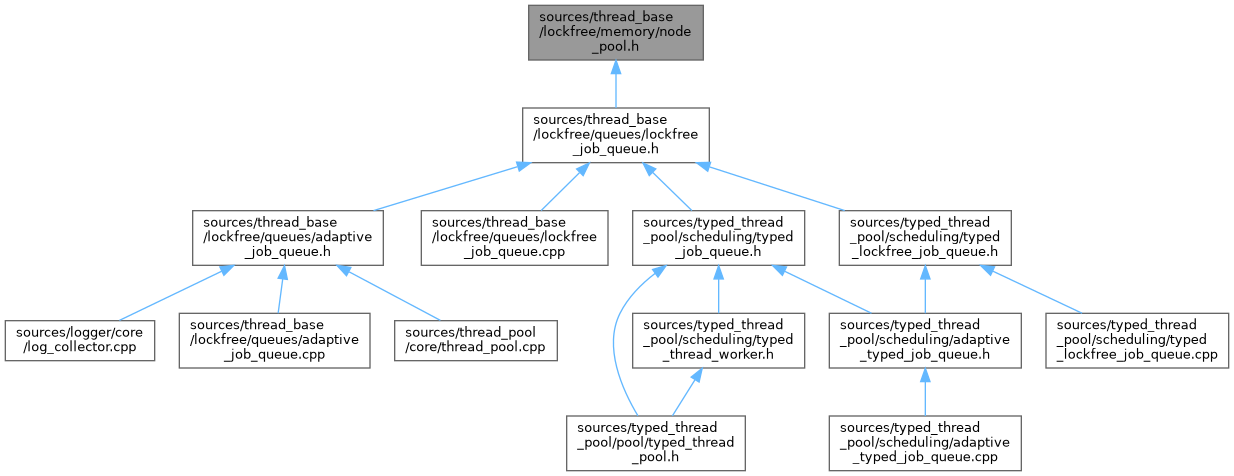 sources/thread_base
/lockfree/memory/node
_pool.h
sources/thread_base
/lockfree/queues/lockfree
_job_queue.h
sources/thread_base
/lockfree/queues/adaptive
_job_queue.h
sources/thread_base
/lockfree/queues/lockfree
_job_queue.cpp
sources/typed_thread
_pool/scheduling/typed
_job_queue.h
sources/typed_thread
_pool/scheduling/typed
_lockfree_job_queue.h
sources/logger/core
/log_collector.cpp
sources/thread_base
/lockfree/queues/adaptive
_job_queue.cpp
sources/thread_pool
/core/thread_pool.cpp
sources/typed_thread
_pool/scheduling/typed
_thread_worker.h
sources/typed_thread
_pool/scheduling/adaptive
_typed_job_queue.h
sources/typed_thread
_pool/scheduling/typed
_lockfree_job_queue.cpp
sources/typed_thread
_pool/pool/typed_thread
_pool.h
sources/typed_thread
_pool/scheduling/adaptive
_typed_job_queue.cpp